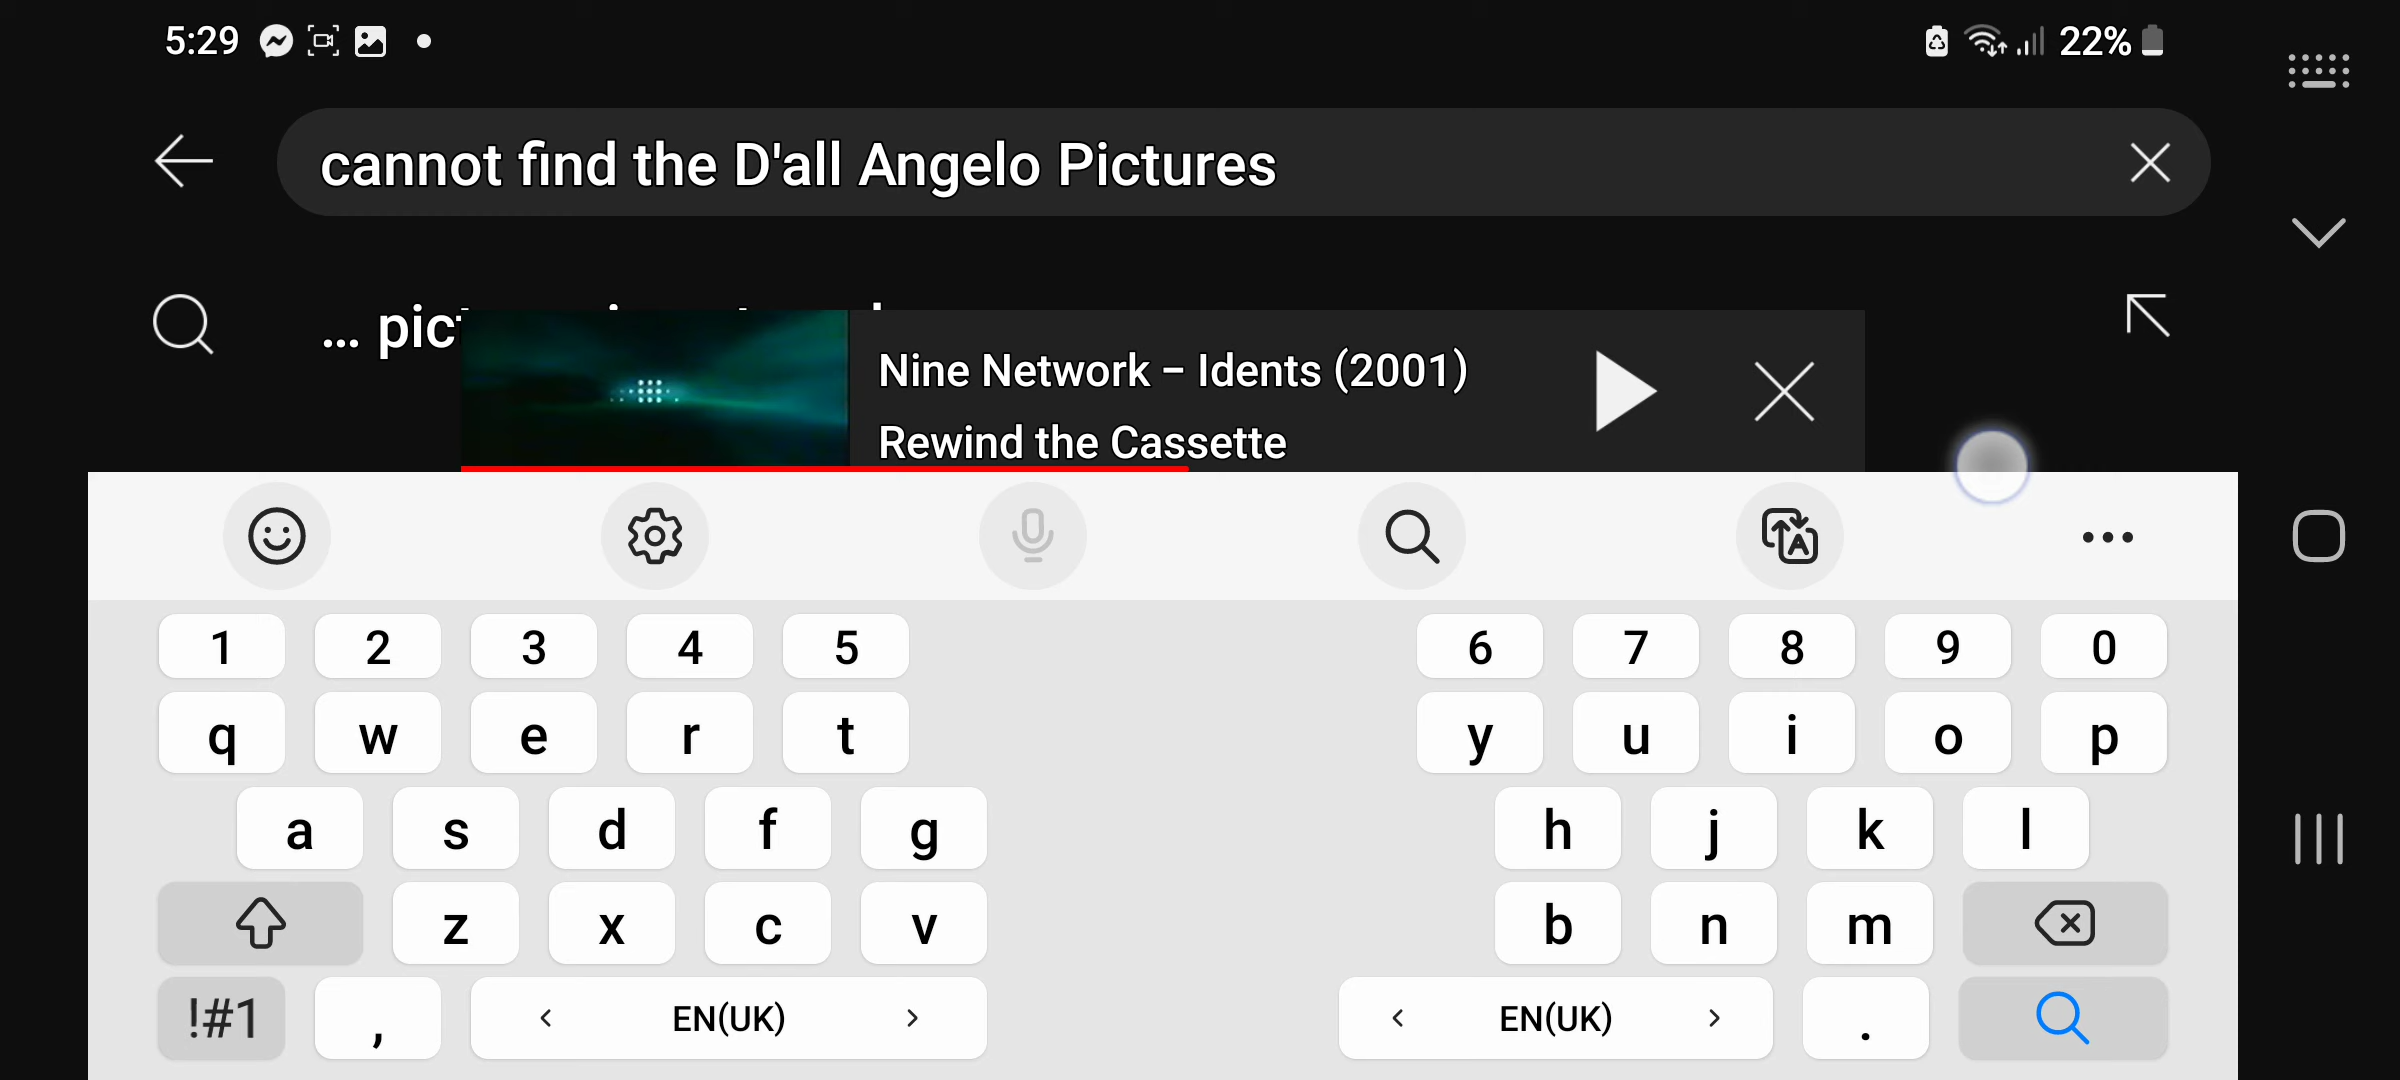 5:29 22%
cannot find the D'all Angelo Pictures
... pict
Nine Network – Idents (2001)
Rewind the Cassette
1 2 3 4 5 6 7 8 9 0
q w e r t y u i o p
a s d f g h j k l
z x c v b n m
!#1 , < EN(UK) > < EN(UK) > .